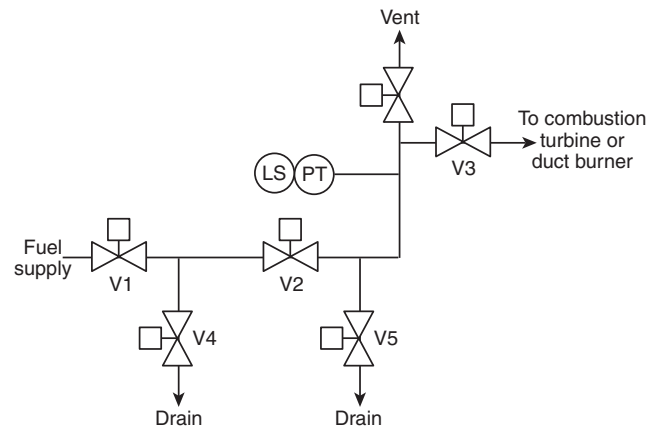 Vent
To combustion
turbine or
duct burner
V3
LS PT
Fuel
supply
V1
V2
V4
V5
Drain
Drain